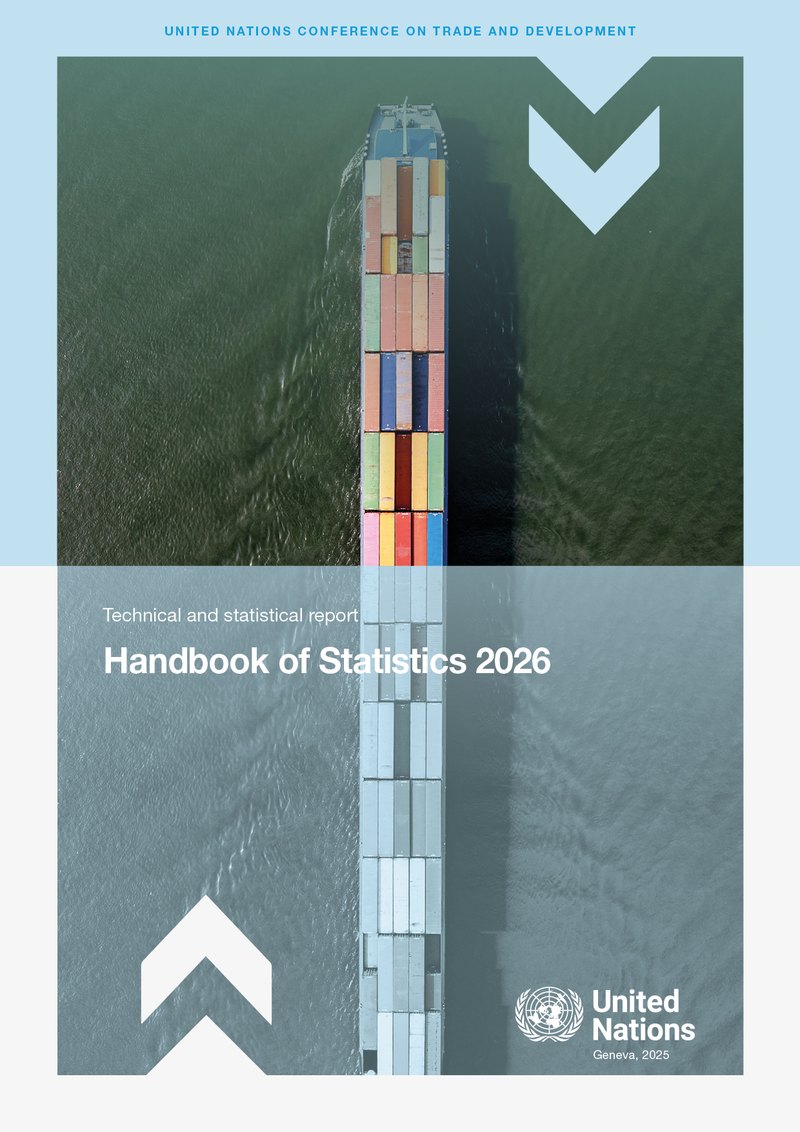 UNITED NATIONS CONFERENCE ON TRADE AND DEVELOPMENT
Technical and statistical report
Handbook of Statistics 2026
United
Nations
Geneva, 2025